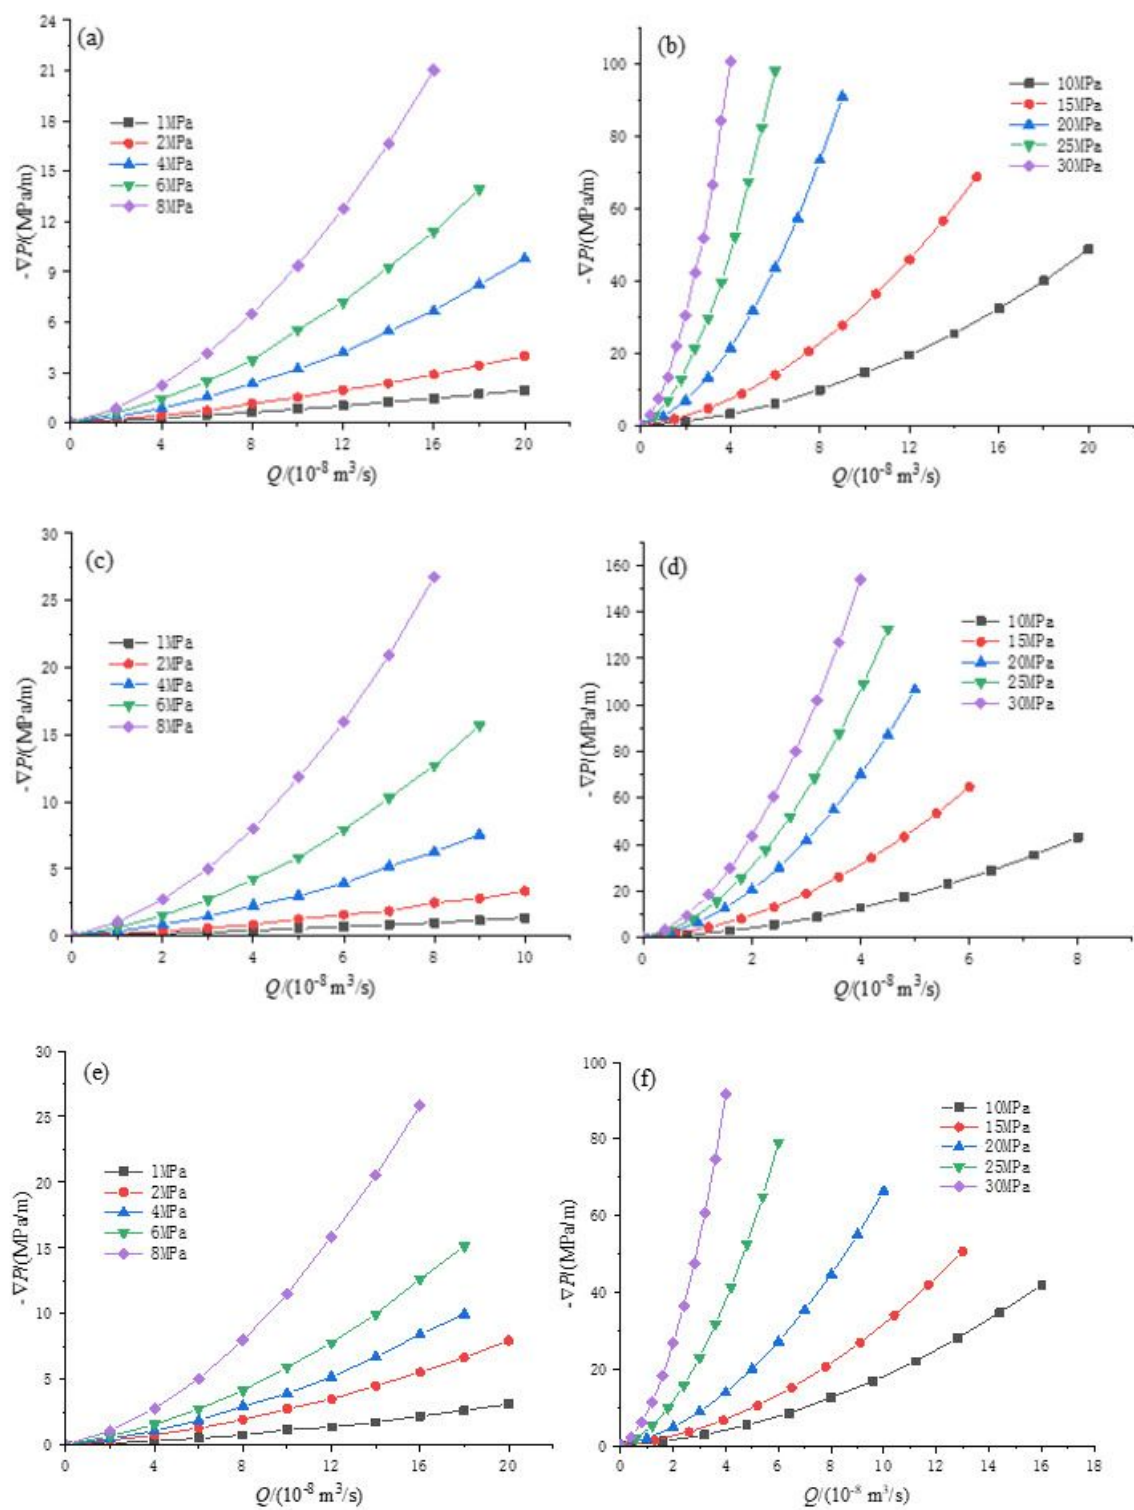 (a)
24
21
18
15
12
9
6
3
0
-∇P/(MPa/m)
1MPa
2MPa
4MPa
6MPa
8MPa
0 4 8 12 16 20
Q/(10⁻⁸ m³/s)
(b)
100
80
60
40
20
0
-∇P/(MPa/m)
10MPa
15MPa
20MPa
25MPa
30MPa
0 4 8 12 16 20
Q/(10⁻⁸ m³/s)
(c)
30
25
20
15
10
5
0
-∇P/(MPa/m)
1MPa
2MPa
4MPa
6MPa
8MPa
0 2 4 6 8 10
Q/(10⁻⁸ m³/s)
(d)
160
140
120
100
80
60
40
20
0
-∇P/(MPa/m)
10MPa
15MPa
20MPa
25MPa
30MPa
0 2 4 6 8
Q/(10⁻⁸ m³/s)
(e)
30
25
20
15
10
5
0
-∇P/(MPa/m)
1MPa
2MPa
4MPa
6MPa
8MPa
0 4 8 12 16 20
Q/(10⁻⁸ m³/s)
(f)
100
80
60
40
20
0
-∇P/(MPa/m)
10MPa
15MPa
20MPa
25MPa
30MPa
0 2 4 6 8 10 12 14 16 18
Q/(10⁻⁸ m³/s)